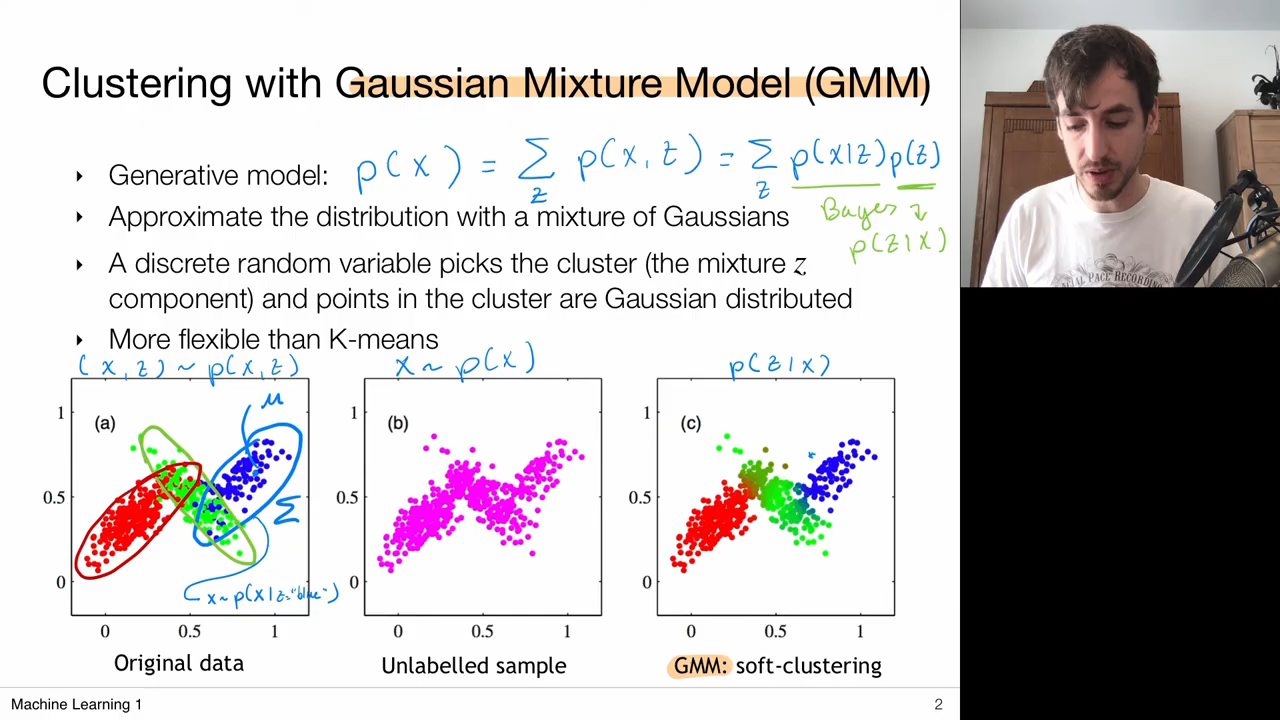 Clustering with Gaussian Mixture Model (GMM)
‣ Generative model: p(x) = Σ_z p(x,z) = Σ_z p(x|z) p(z)
‣ Approximate the distribution with a mixture of Gaussians
Bayes
p(z|x)
‣ A discrete random variable picks the cluster (the mixture z
component) and points in the cluster are Gaussian distributed
‣ More flexible than K-means
(x,z) ~ p(x,z)
x ~ p(x)
p(z|x)
μ
(a)
(b)
(c)
Σ
x~p(x|z="blue")
1
0.5
0
0 0.5 1
1
0.5
0
0 0.5 1
1
0.5
0
0 0.5 1
Original data
Unlabelled sample
GMM: soft-clustering
Machine Learning 1
2